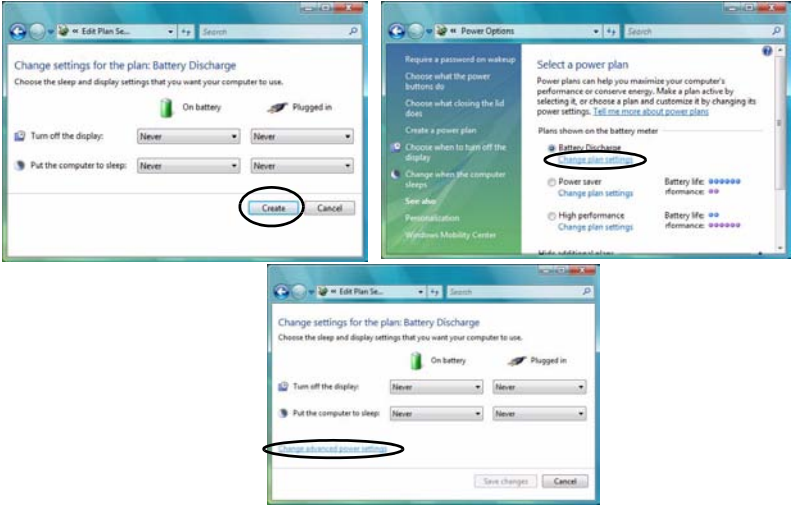 « Edit Plan Se...
Search
Change settings for the plan: Battery Discharge
Choose the sleep and display settings that you want your computer to use.
On battery Plugged in
Turn off the display: Never Never
Put the computer to sleep: Never Never
Create Cancel
« Power Options
Search
Require a password on wakeup
Choose what the power
buttons do
Choose what closing the lid
does
Create a power plan
Choose when to turn off the
display
Change when the computer
sleeps
See also
Personalization
Windows Mobility Center
Select a power plan
Power plans can help you maximize your computer's
performance or conserve energy. Make a plan active by
selecting it, or choose a plan and customize it by changing its
power settings. Tell me more about power plans
Plans shown on the battery meter
Battery Discharge
Change plan settings
Power saver Battery life:
Change plan settings rformance:
High performance Battery life:
Change plan settings rformance:
Hide additional plans
« Edit Plan Se...
Search
Change settings for the plan: Battery Discharge
Choose the sleep and display settings that you want your computer to use.
On battery Plugged in
Turn off the display: Never Never
Put the computer to sleep: Never Never
Change advanced power settings
Save changes Cancel